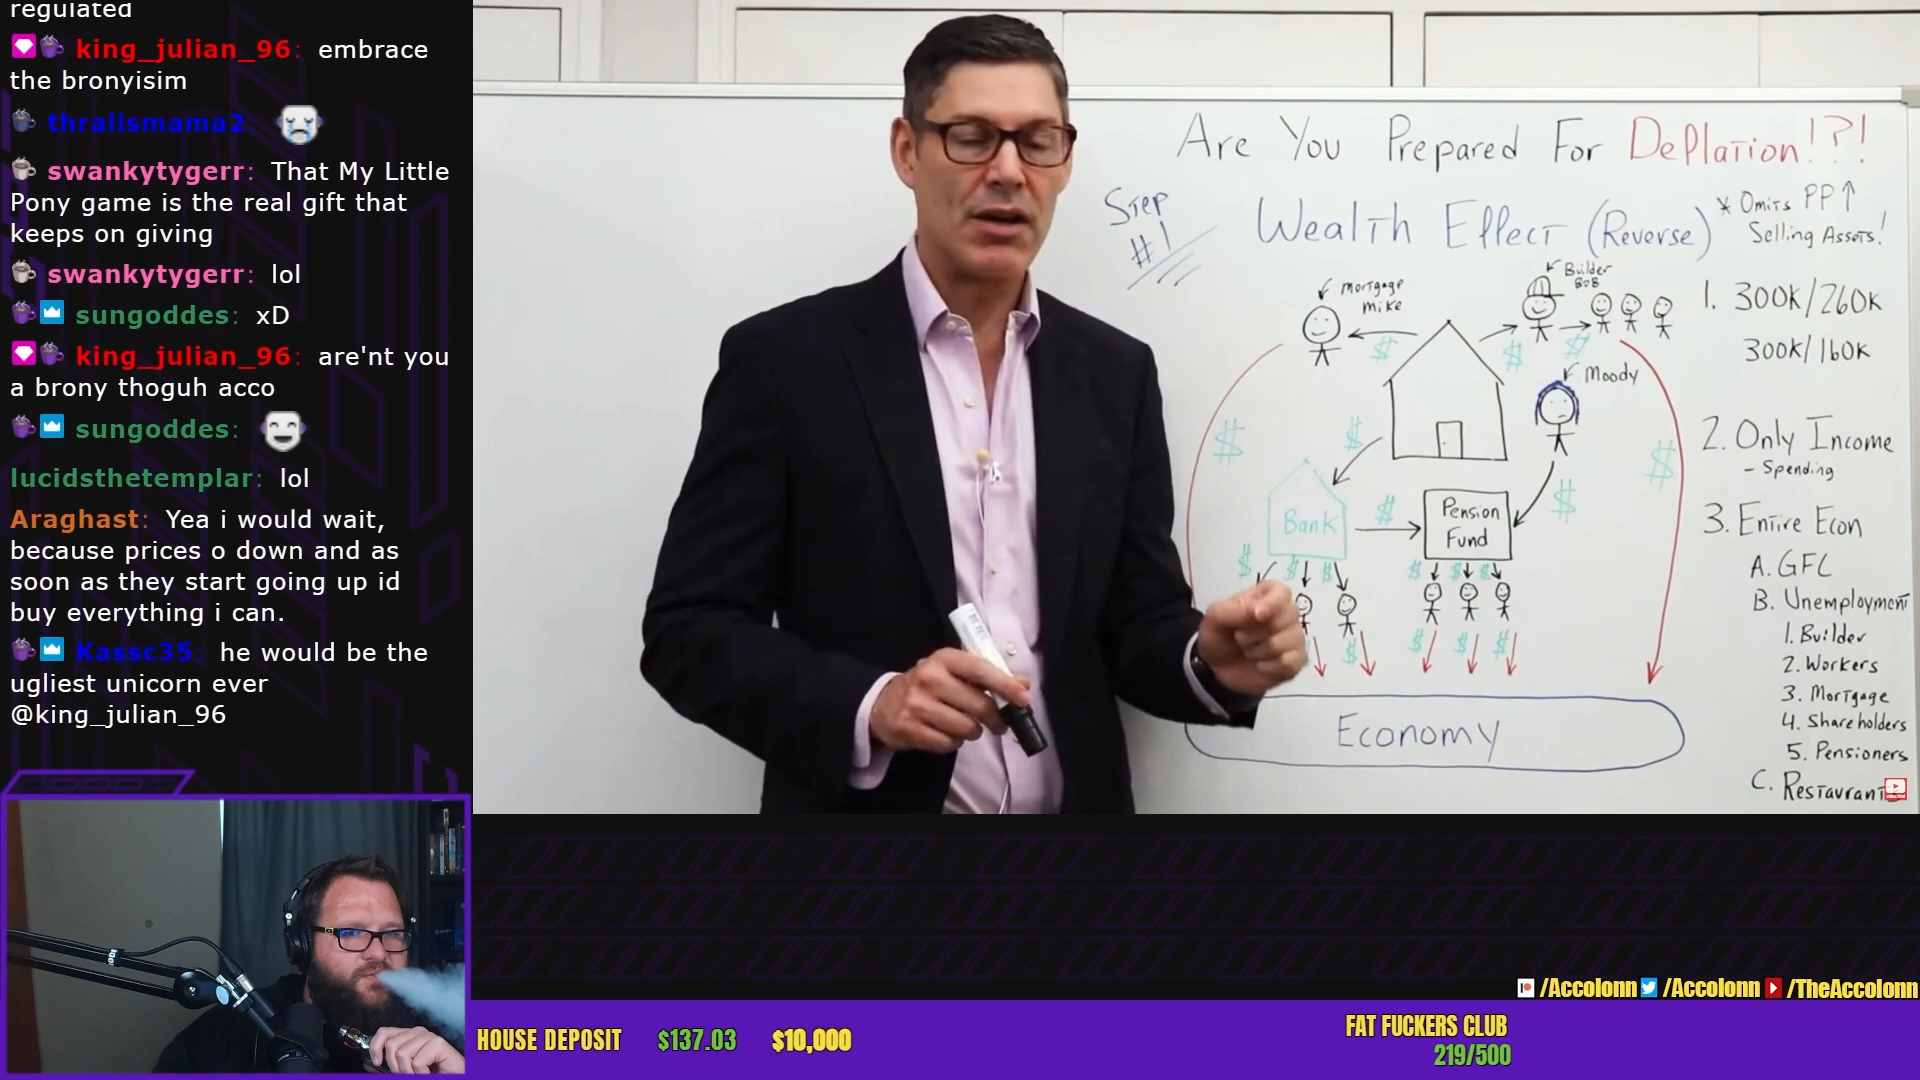 regulated
king_julian_96: embrace
the bronyisim
thrallsmama2:
swankytygerr: That My Little
Pony game is the real gift that
keeps on giving
swankytygerr: lol
sungoddes: xD
king_julian_96: are'nt you
a brony thoguh acco
sungoddes:
lucidsthetemplar: lol
Araghast: Yea i would wait,
because prices o down and as
soon as they start going up id
buy everything i can.
Kassc35: he would be the
ugliest unicorn ever
@king_julian_96
Are You Prepared For Deflation!?!
Step
#1
Wealth Effect (Reverse)
* Omits PP↑
Selling Assets!
Mortgage
Mike
Builder
BOB
Moody
$ $ $
$ $ $ $
Bank
$
Pension
Fund
$ $ $ $ $ $
$ $ $ $
Economy
1. 300k/260k
300k/160k
2. Only Income
- Spending
3. Entire Econ
A. GFC
B. Unemployment
1. Builder
2. Workers
3. Mortgage
4. Shareholders
5. Pensioners
C. Restaurant
/Accolonn /Accolonn /TheAccolonn
HOUSE DEPOSIT $137.03 $10,000
FAT FUCKERS CLUB
219/500